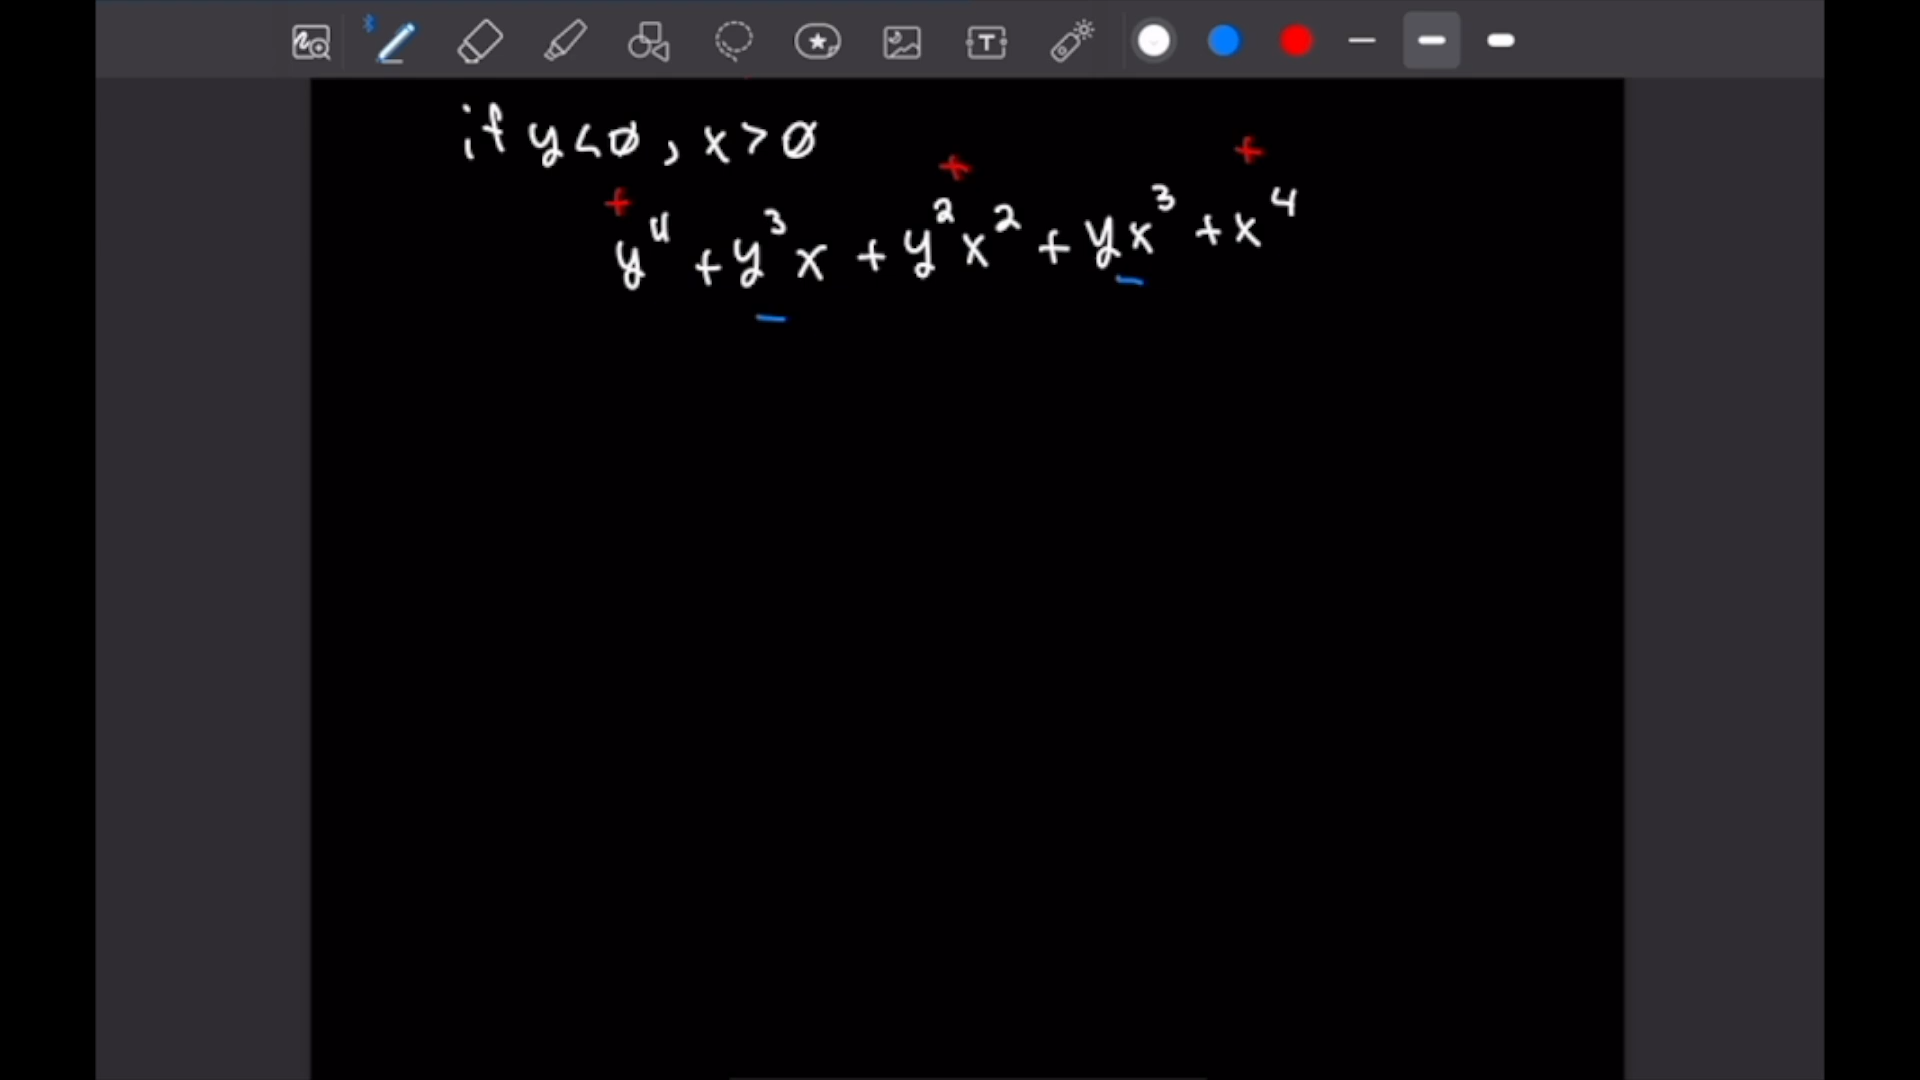 if y<0, x>0
+ + +
y⁴ + y³x + y²x² + yx³ + x⁴
− −
T